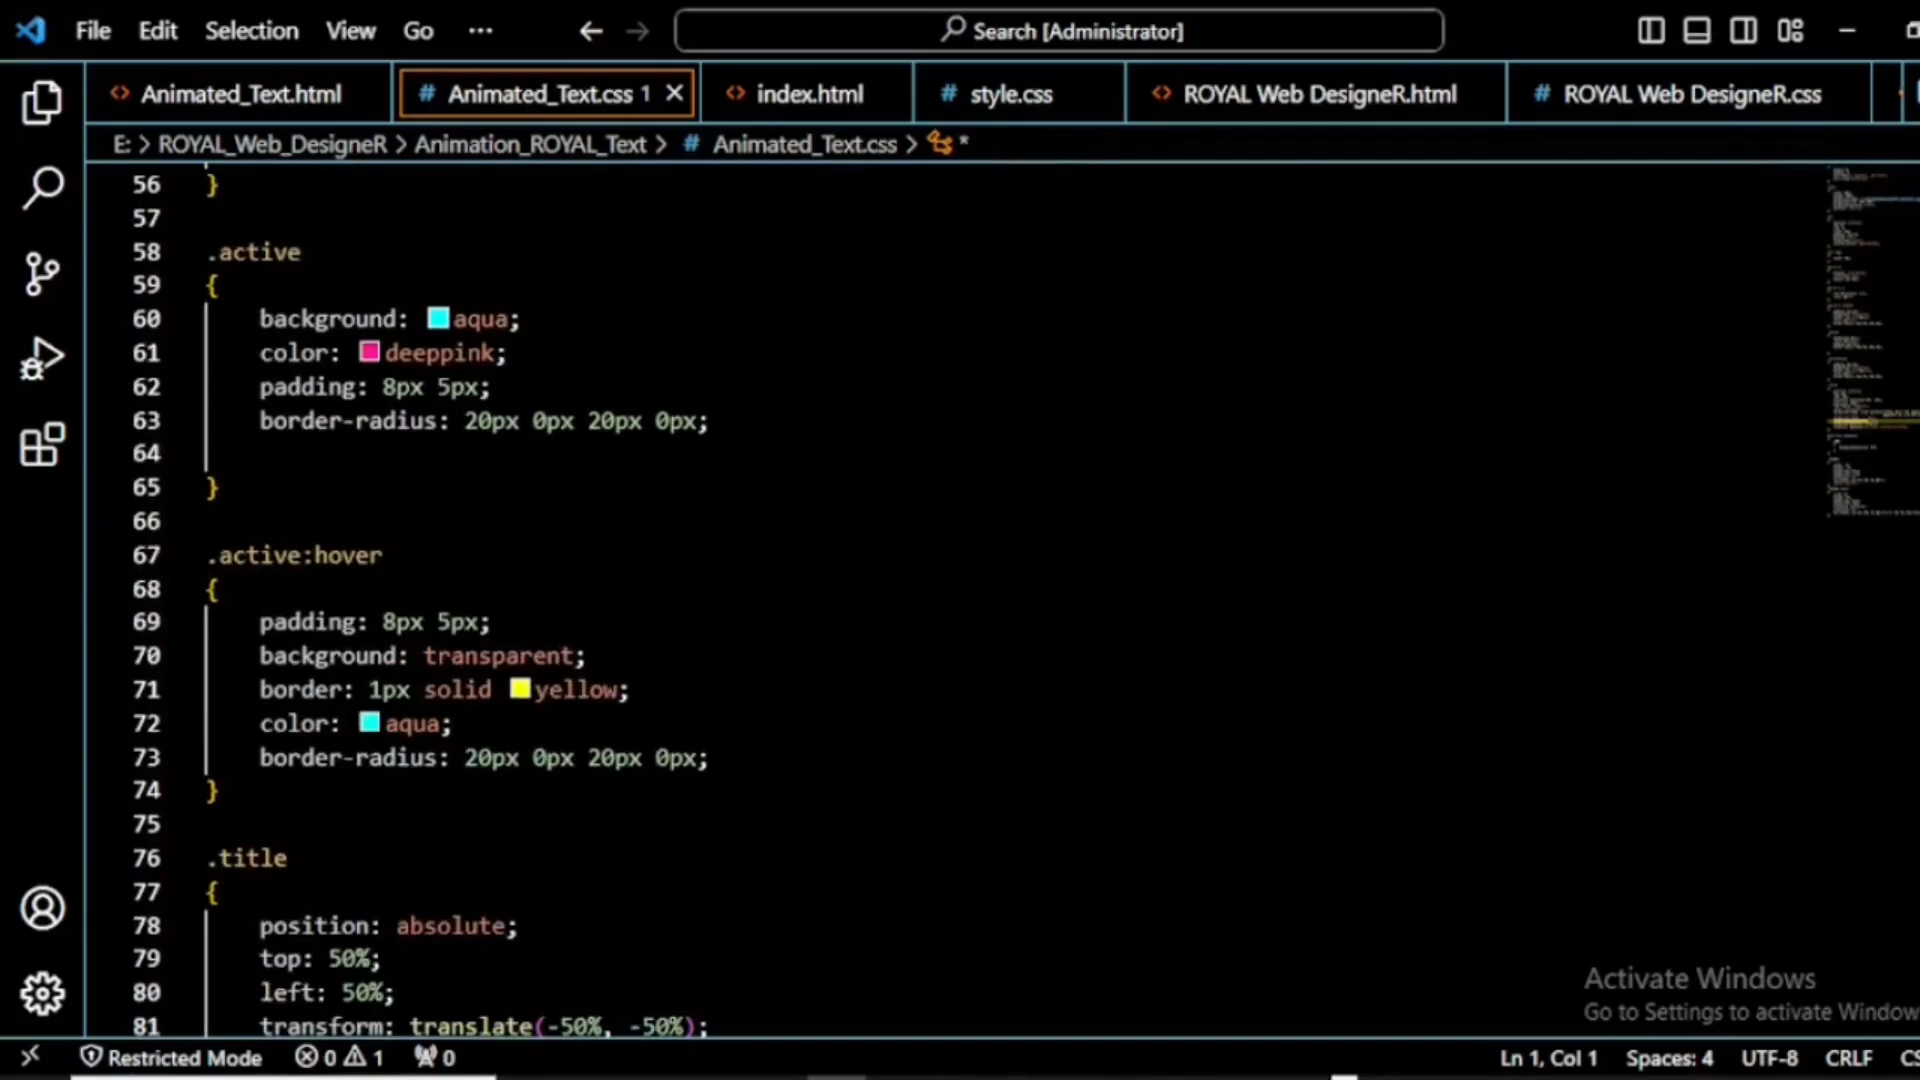 File Edit Selection View Go ··· Search [Administrator]
Animated_Text.html # Animated_Text.css 1 index.html # style.css ROYAL Web DesigneR.html # ROYAL Web DesigneR.css
E: > ROYAL_Web_DesigneR > Animation_ROYAL_Text > # Animated_Text.css > *
56 }
57
58 .active
59 {
60 background: aqua;
61 color: deeppink;
62 padding: 8px 5px;
63 border-radius: 20px 0px 20px 0px;
64
65 }
66
67 .active:hover
68 {
69 padding: 8px 5px;
70 background: transparent;
71 border: 1px solid yellow;
72 color: aqua;
73 border-radius: 20px 0px 20px 0px;
74 }
75
76 .title
77 {
78 position: absolute;
79 top: 50%;
80 left: 50%;
81 transform: translate(-50%, -50%);
Activate Windows
Go to Settings to activate Window
Restricted Mode 0 1 0 Ln 1, Col 1 Spaces: 4 UTF-8 CRLF CS